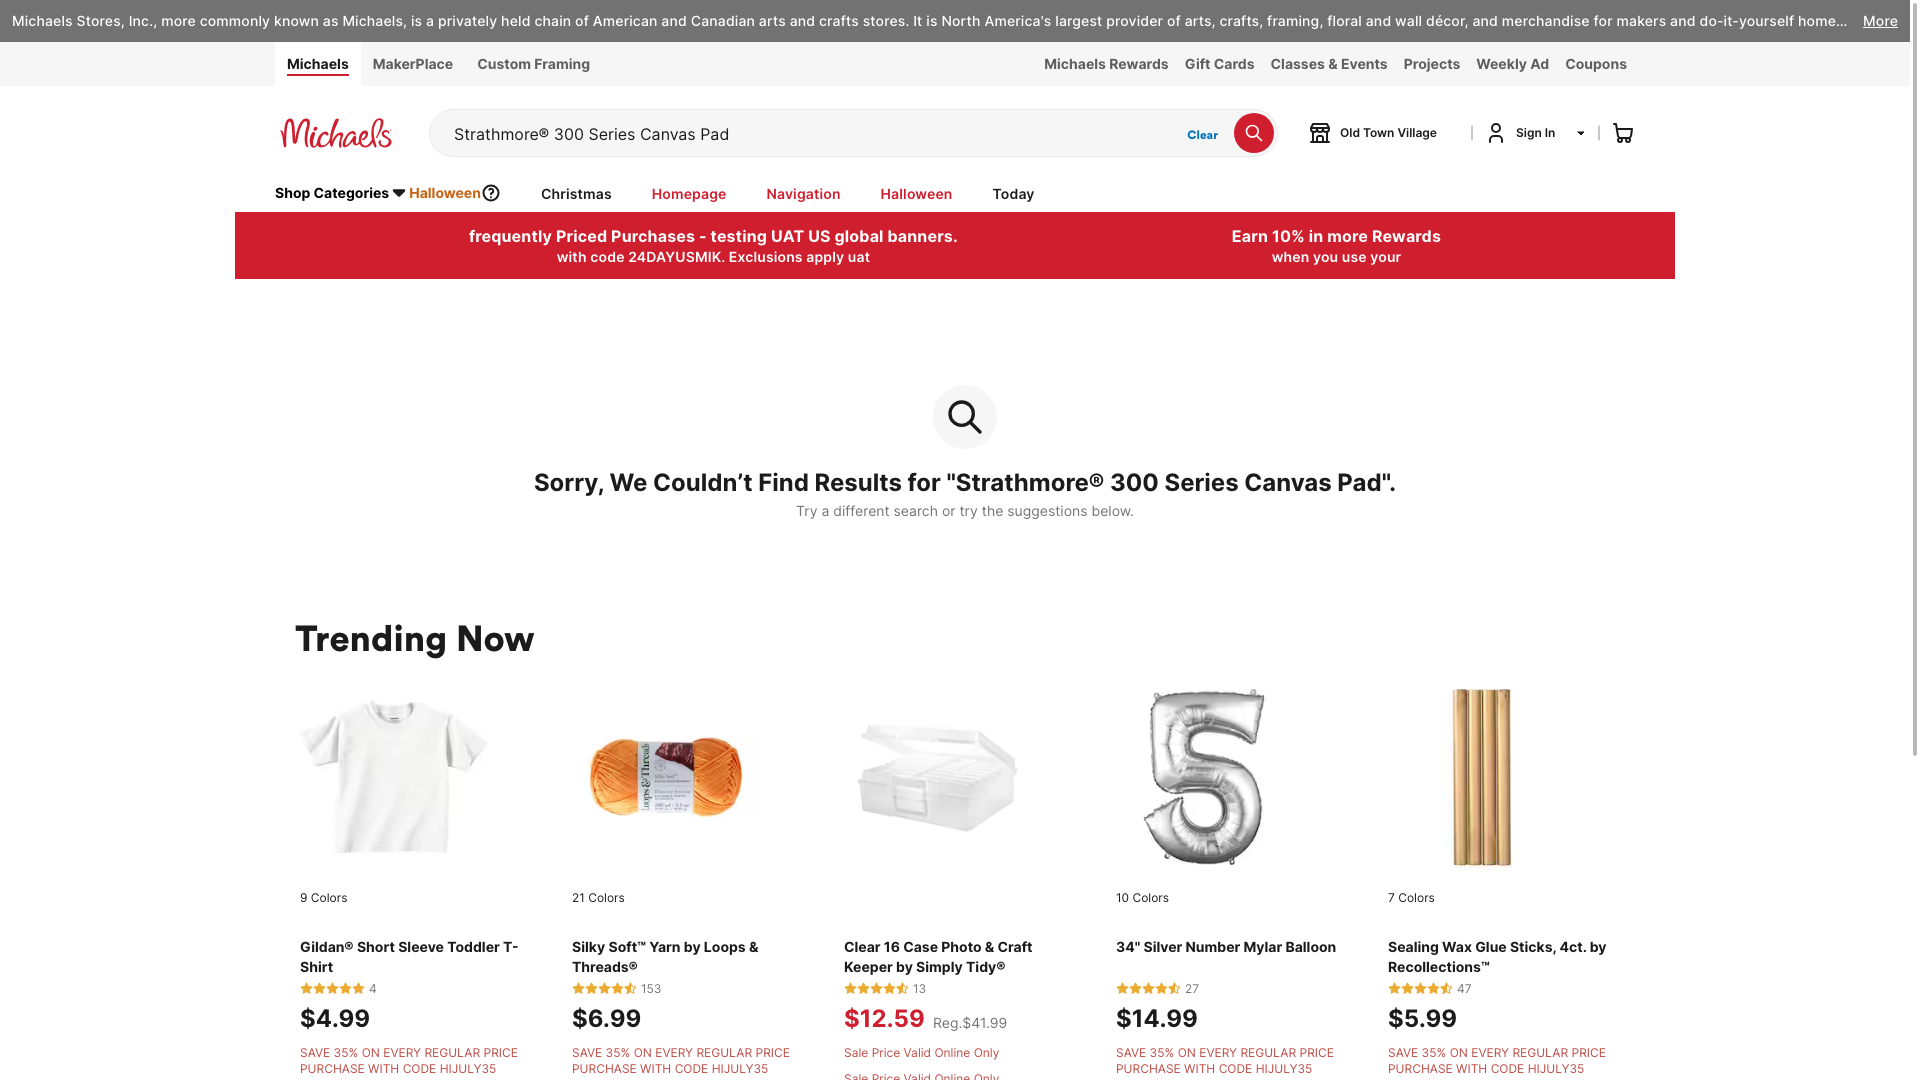 Michaels Stores, Inc., more commonly known as Michaels, is a privately held chain of American and Canadian arts and crafts stores. It is North America's largest provider of arts, crafts, framing, floral and wall décor, and merchandise for makers and do-it-yourself home... More
Michaels MakerPlace Custom Framing Michaels Rewards Gift Cards Classes & Events Projects Weekly Ad Coupons
Michaels Strathmore® 300 Series Canvas Pad Clear Old Town Village Sign In
Shop Categories Halloween Christmas Homepage Navigation Halloween Today
frequently Priced Purchases - testing UAT US global banners.
with code 24DAYUSMIK. Exclusions apply uat
Earn 10% in more Rewards
when you use your
Sorry, We Couldn’t Find Results for "Strathmore® 300 Series Canvas Pad".
Try a different search or try the suggestions below.
Trending Now
Loops & Threads
9 Colors
Gildan® Short Sleeve Toddler T-
Shirt
4
$4.99
SAVE 35% ON EVERY REGULAR PRICE
PURCHASE WITH CODE HIJULY35
21 Colors
Silky Soft™ Yarn by Loops &
Threads®
153
$6.99
SAVE 35% ON EVERY REGULAR PRICE
PURCHASE WITH CODE HIJULY35
Clear 16 Case Photo & Craft
Keeper by Simply Tidy®
13
$12.59 Reg.$41.99
Sale Price Valid Online Only
Sale Price Valid Online Only
10 Colors
34" Silver Number Mylar Balloon
27
$14.99
SAVE 35% ON EVERY REGULAR PRICE
PURCHASE WITH CODE HIJULY35
7 Colors
Sealing Wax Glue Sticks, 4ct. by
Recollections™
47
$5.99
SAVE 35% ON EVERY REGULAR PRICE
PURCHASE WITH CODE HIJULY35